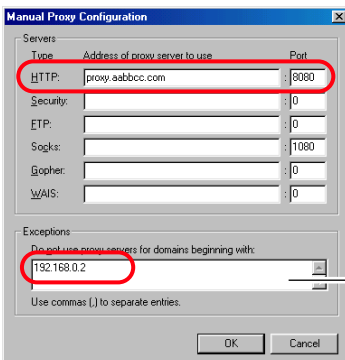 Manual Proxy Configuration
Servers
Type Address of proxy server to use Port
HTTP: proxy.aabbcc.com : 8080
Security: : 0
FTP: : 0
Socks: : 1080
Gopher: : 0
WAIS: : 0
Exceptions
Do not use proxy servers for domains beginning with:
192.168.0.2
Use commas (,) to separate entries.
OK Cancel